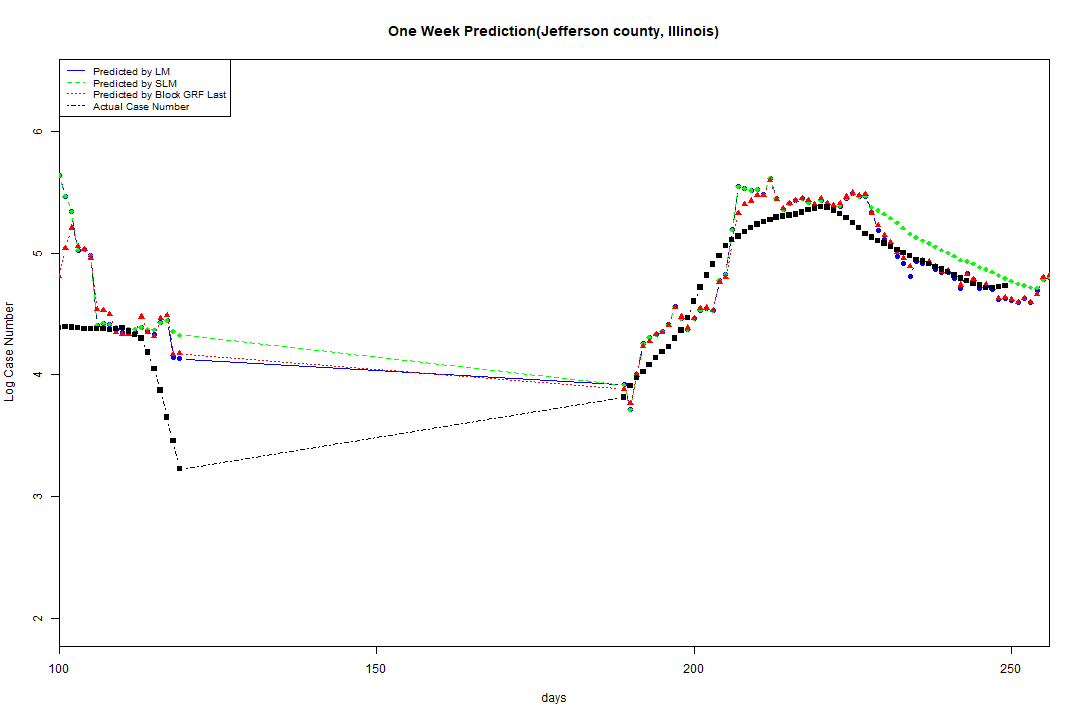 One Week Prediction(Jefferson county, Illinois)
Predicted by LM
Predicted by SLM
Predicted by Block GRF Last
Actual Case Number
6
5
4
3
2
Log Case Number
100 150 200 250
days